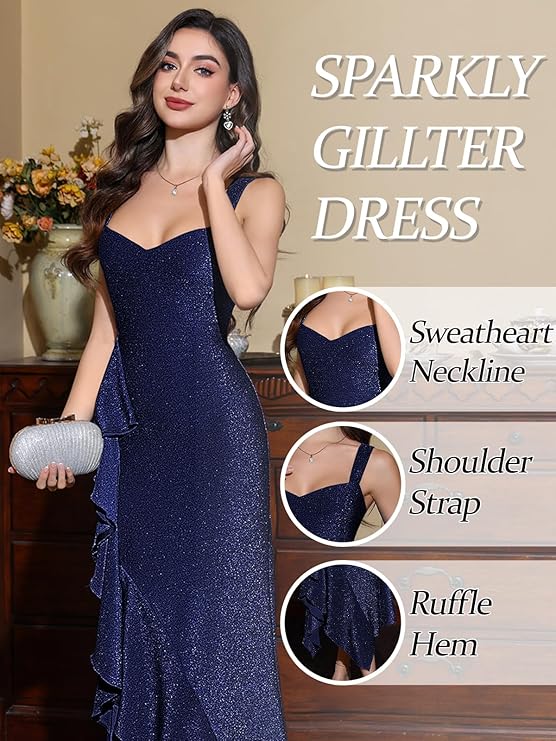 SPARKLY
GILLTER
DRESS
Sweatheart
Neckline
Shoulder
Strap
Ruffle
Hem